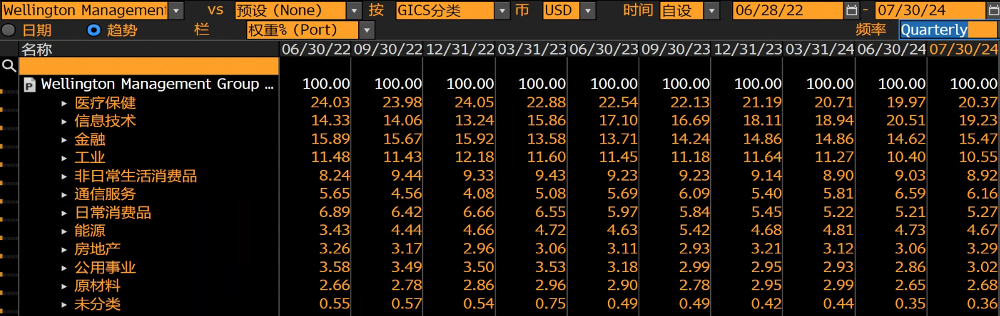 Wellington Management vs 预设 (None) 按 GICS分类 币 USD 时间 自设 06/28/22 - 07/30/24
日期 趋势 栏 权重% (Port) 频率 Quarterly
名称 06/30/22 09/30/22 12/31/22 03/31/23 06/30/23 09/30/23 12/31/23 03/31/24 06/30/24 07/30/24
P Wellington Management Group ... 100.00 100.00 100.00 100.00 100.00 100.00 100.00 100.00 100.00 100.00
医疗保健 24.03 23.98 24.05 22.88 22.54 22.13 21.19 20.71 19.97 20.37
信息技术 14.33 14.06 13.24 15.86 17.10 16.69 18.11 18.94 20.51 19.23
金融 15.89 15.67 15.92 13.58 13.71 14.24 14.86 14.86 14.62 15.47
工业 11.48 11.43 12.18 11.60 11.45 11.18 11.64 11.27 10.40 10.55
非日常生活消费品 8.24 9.44 9.33 9.43 9.23 9.23 9.14 8.90 9.03 8.92
通信服务 5.65 4.56 4.08 5.08 5.69 6.09 5.40 5.81 6.59 6.16
日常消费品 6.89 6.42 6.66 6.55 5.97 5.84 5.45 5.22 5.21 5.27
能源 3.43 4.44 4.66 4.72 4.63 5.42 4.68 4.81 4.73 4.67
房地产 3.26 3.17 2.96 3.06 3.11 2.93 3.21 3.12 3.06 3.29
公用事业 3.58 3.49 3.50 3.53 3.18 2.99 2.95 2.93 2.86 3.02
原材料 2.66 2.78 2.86 2.96 2.90 2.78 2.95 2.99 2.65 2.68
未分类 0.55 0.57 0.54 0.75 0.49 0.49 0.42 0.44 0.35 0.36